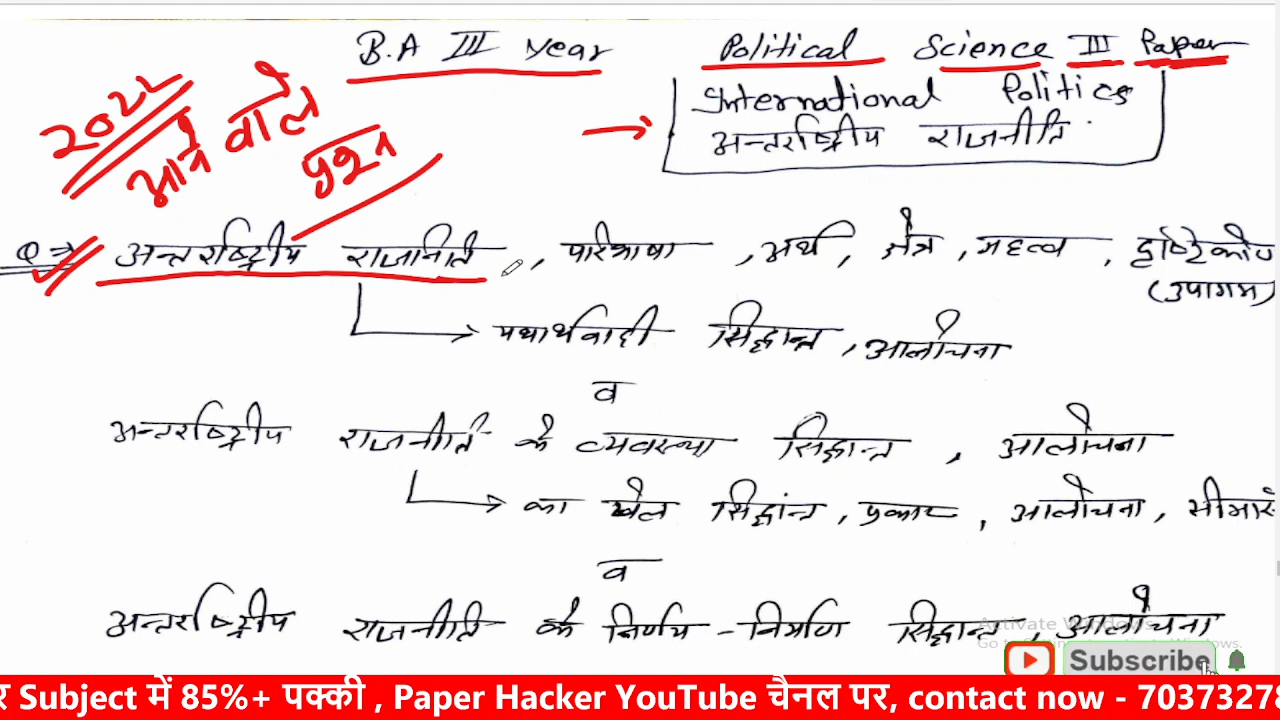 B.A III year Political Science III Paper
International Politics
अन्तर्राष्ट्रीय राजनीति
2022
आने वाले
प्रश्न
Q ⇒ अन्तर्राष्ट्रीय राजनीति, परिभाषा, अर्थ, क्षेत्र, महत्व, दृष्टिकोण
(उपागम)
यथार्थवादी सिद्धान्त, आलोचना
व
अन्तर्राष्ट्रीय राजनीति के व्यवस्था सिद्धान्त, आलोचना
का खेल सिद्धांत, प्रकार, आलोचना, सीमाएं
व
अन्तर्राष्ट्रीय राजनीति के निर्णय-निर्माण सिद्धान्त, आलोचना
Activate Windows
Subscribe
र Subject में 85%+ पक्की , Paper Hacker YouTube चैनल पर, contact now - 70373278